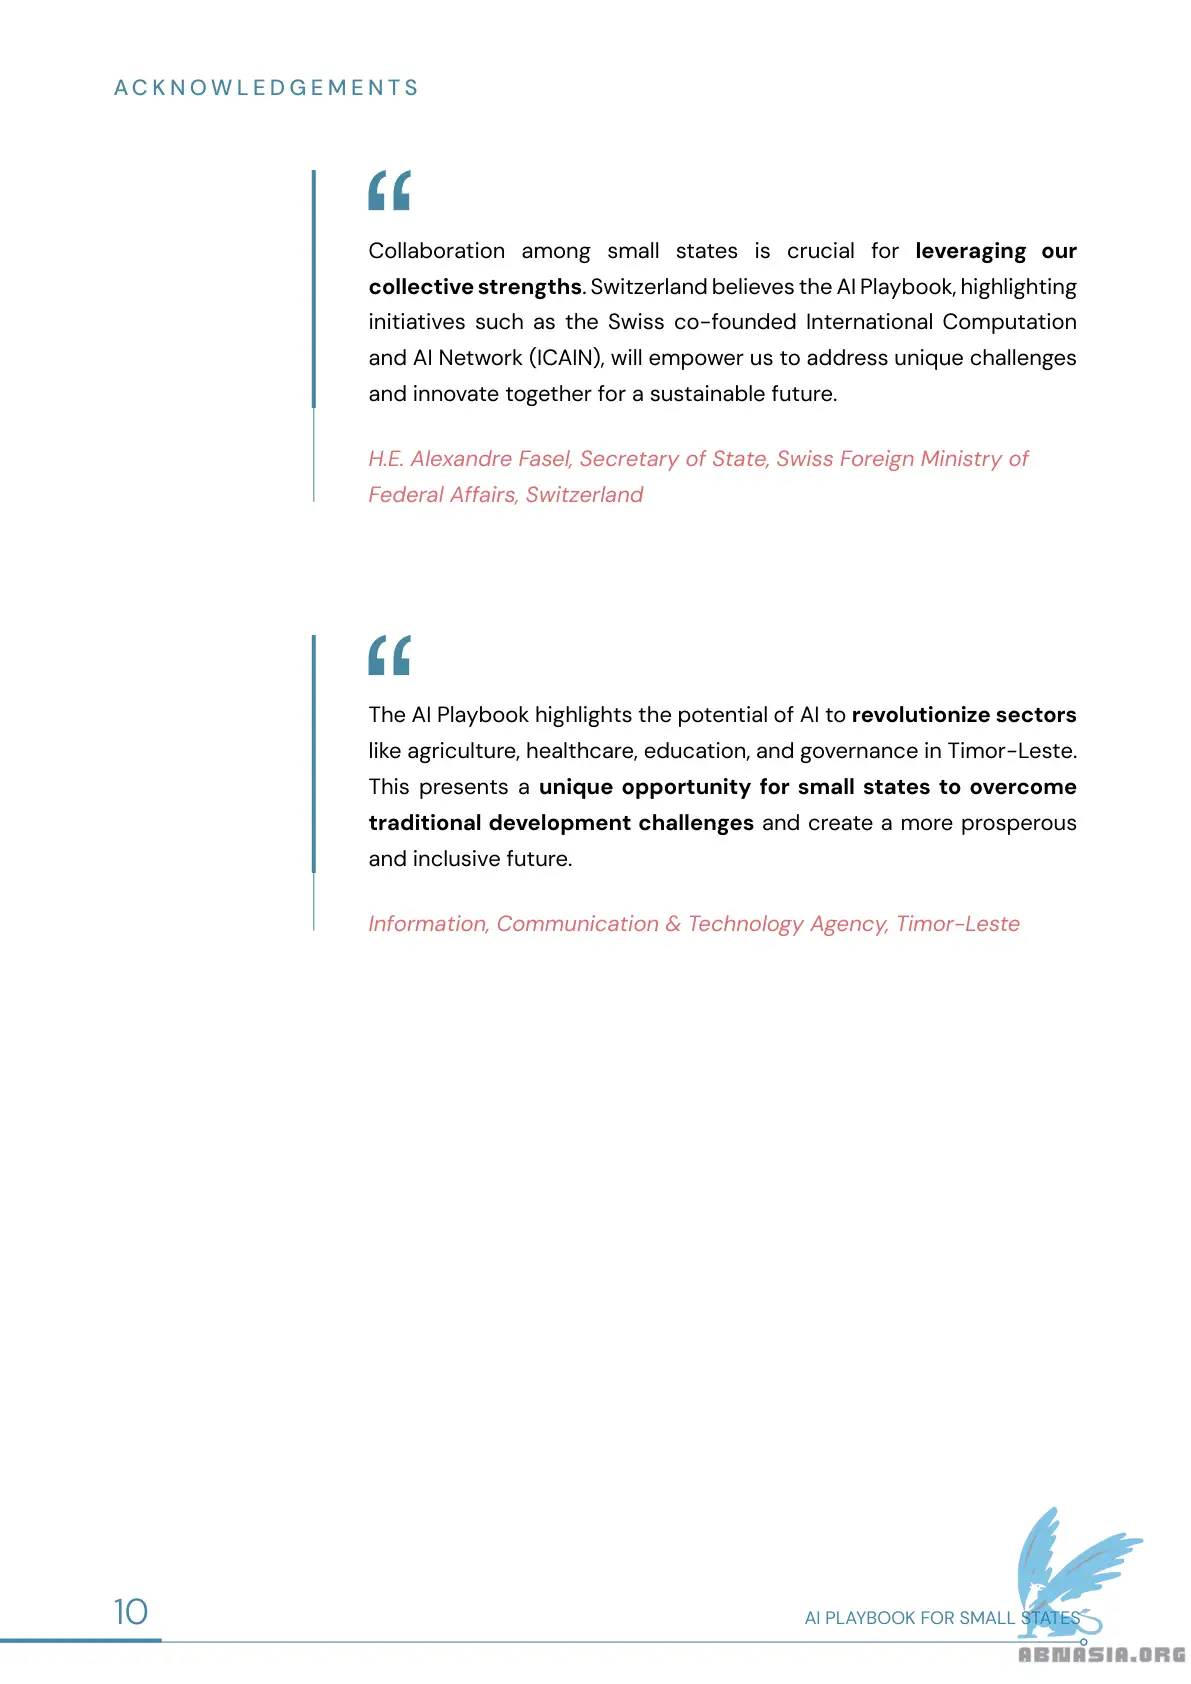 ACKNOWLEDGEMENTS
“
Collaboration among small states is crucial for leveraging our
collective strengths. Switzerland believes the AI Playbook, highlighting
initiatives such as the Swiss co-founded International Computation
and AI Network (ICAIN), will empower us to address unique challenges
and innovate together for a sustainable future.
H.E. Alexandre Fasel, Secretary of State, Swiss Foreign Ministry of
Federal Affairs, Switzerland
“
The AI Playbook highlights the potential of AI to revolutionize sectors
like agriculture, healthcare, education, and governance in Timor-Leste.
This presents a unique opportunity for small states to overcome
traditional development challenges and create a more prosperous
and inclusive future.
Information, Communication & Technology Agency, Timor-Leste
10
AI PLAYBOOK FOR SMALL STATES
ABNASIA.ORG